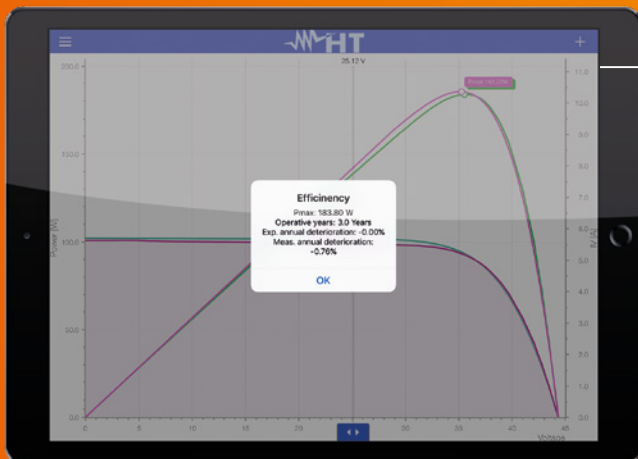 HT
25.12 V
200.0
11.0
10.0
150.0
9.0
8.0
7.0
Efficinency
Pmax: 183.80 W
Operative years: 3.0 Years
Exp. annual deterioration: -0.00%
Meas. annual deterioration:
-0.76%
OK
Power [W]
IV [A]
100.0
6.0
5.0
4.0
50.0
3.0
2.0
1.0
0.0
0.0
0
5
10
15
20
25
30
35
40
45
Voltage